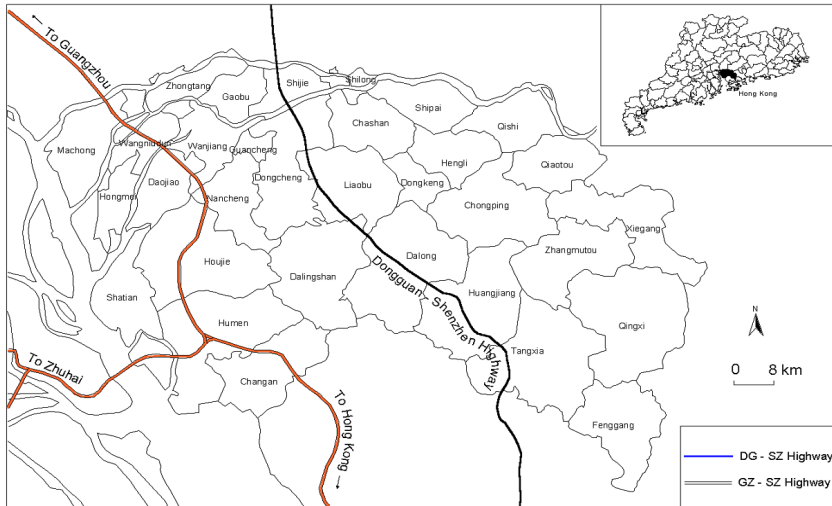 ← To Guangzhou
Hong Kong
Zhongtang
Gaobu
Shijie
Shilong
Shipai
Chashan
Qishi
Machong
Wangniudun
Wanjiang
Guancheng
Hengli
Qiaotou
Hongmei
Daojiao
Nancheng
Dongcheng
Liaobu
Dongkeng
Chongping
Xiegang
Houjie
Dalong
Zhangmutou
Dalingshan
Shatian
Huangjiang
Dongguan - Shenzhen Highway
Humen
Qingxi
N
To Zhuhai
Tangxia
0 8 km
Changan
To Hong Kong →
Fenggang
DG - SZ Highway
GZ - SZ Highway